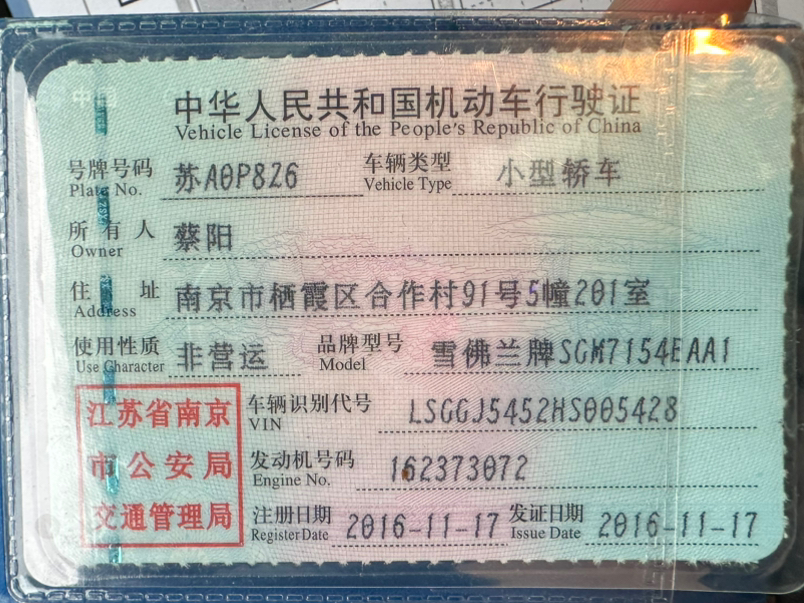 中华人民共和国机动车行驶证
Vehicle License of the People's Republic of China
号牌号码 苏A0P826 车辆类型 小型轿车
Plate No. Vehicle Type
所有人 蔡阳
Owner
住址 南京市栖霞区合作村91号5幢201室
Address
使用性质 非营运 品牌型号 雪佛兰牌SGM7154EAA1
Use Character Model
江苏省南京 车辆识别代号 LSGGJ5452HS005428
VIN
市公安局 发动机号码 162373072
Engine No.
交通管理局 注册日期 2016-11-17 发证日期 2016-11-17
Register Date Issue Date